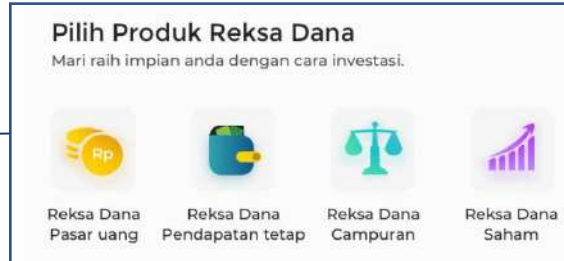 Pilih Produk Reksa Dana
Mari raih impian anda dengan cara investasi.
Rp
Reksa Dana Pasar uang
Reksa Dana Pendapatan tetap
Reksa Dana Campuran
Reksa Dana Saham